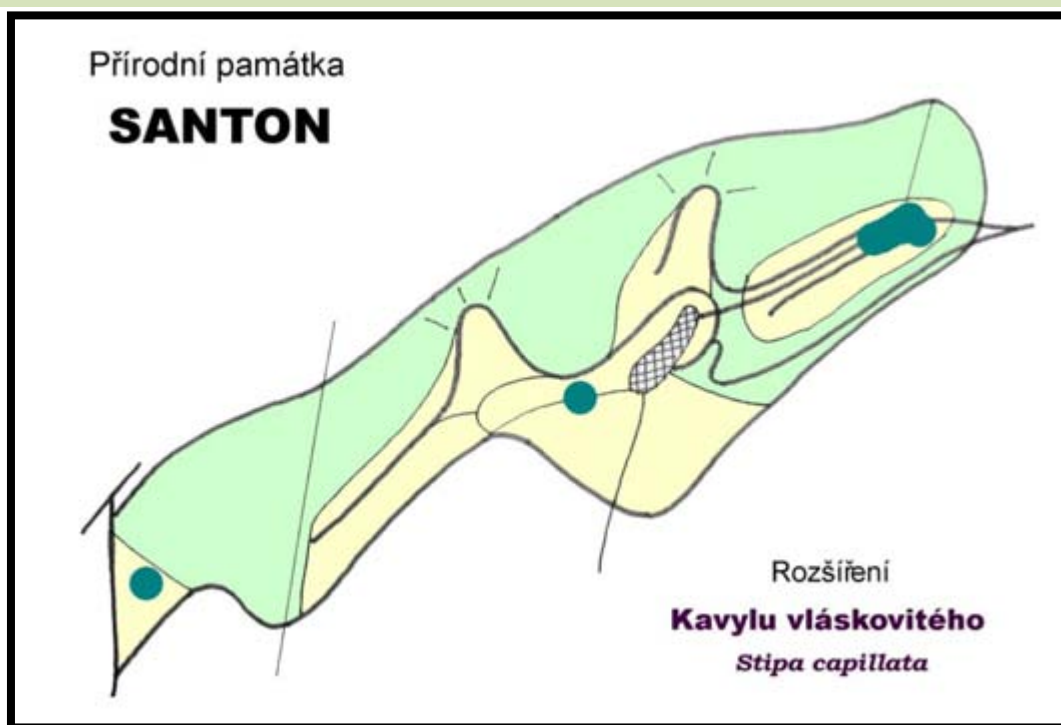 Přírodní památka
SANTON
Rozšíření
Kavylu vláskovitého
Stipa capillata